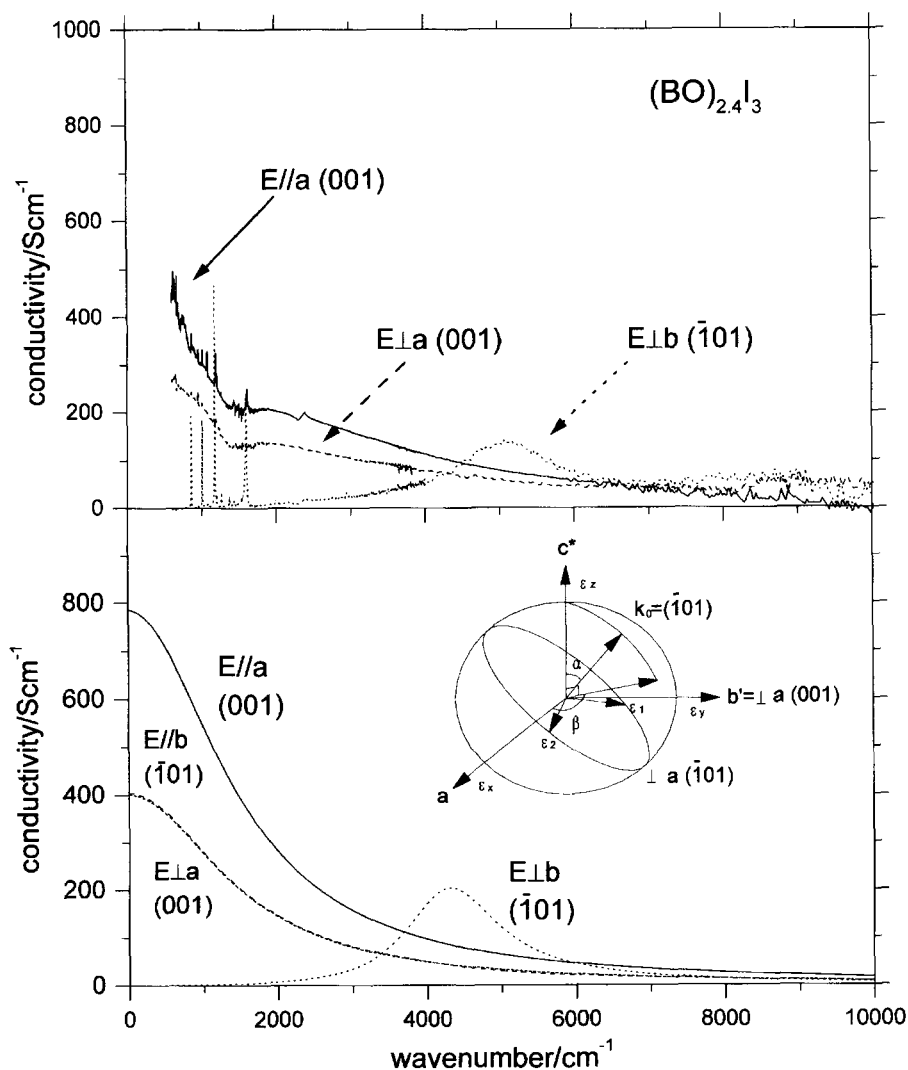 1000
800
600
400
200
0
conductivity/Scm⁻¹
(BO)₂.₄I₃
E//a (001)
E⊥a (001)
E⊥b (1̄01)
800
600
400
200
0
conductivity/Scm⁻¹
E//a
(001)
E//b
(1̄01)
E⊥a
(001)
E⊥b
(1̄01)
c*
εz
k₀=(1̄01)
α
b'=⊥ a (001)
ε₁
εy
β
ε₂
⊥ a (1̄01)
εx
a
0 2000 4000 6000 8000 10000
wavenumber/cm⁻¹